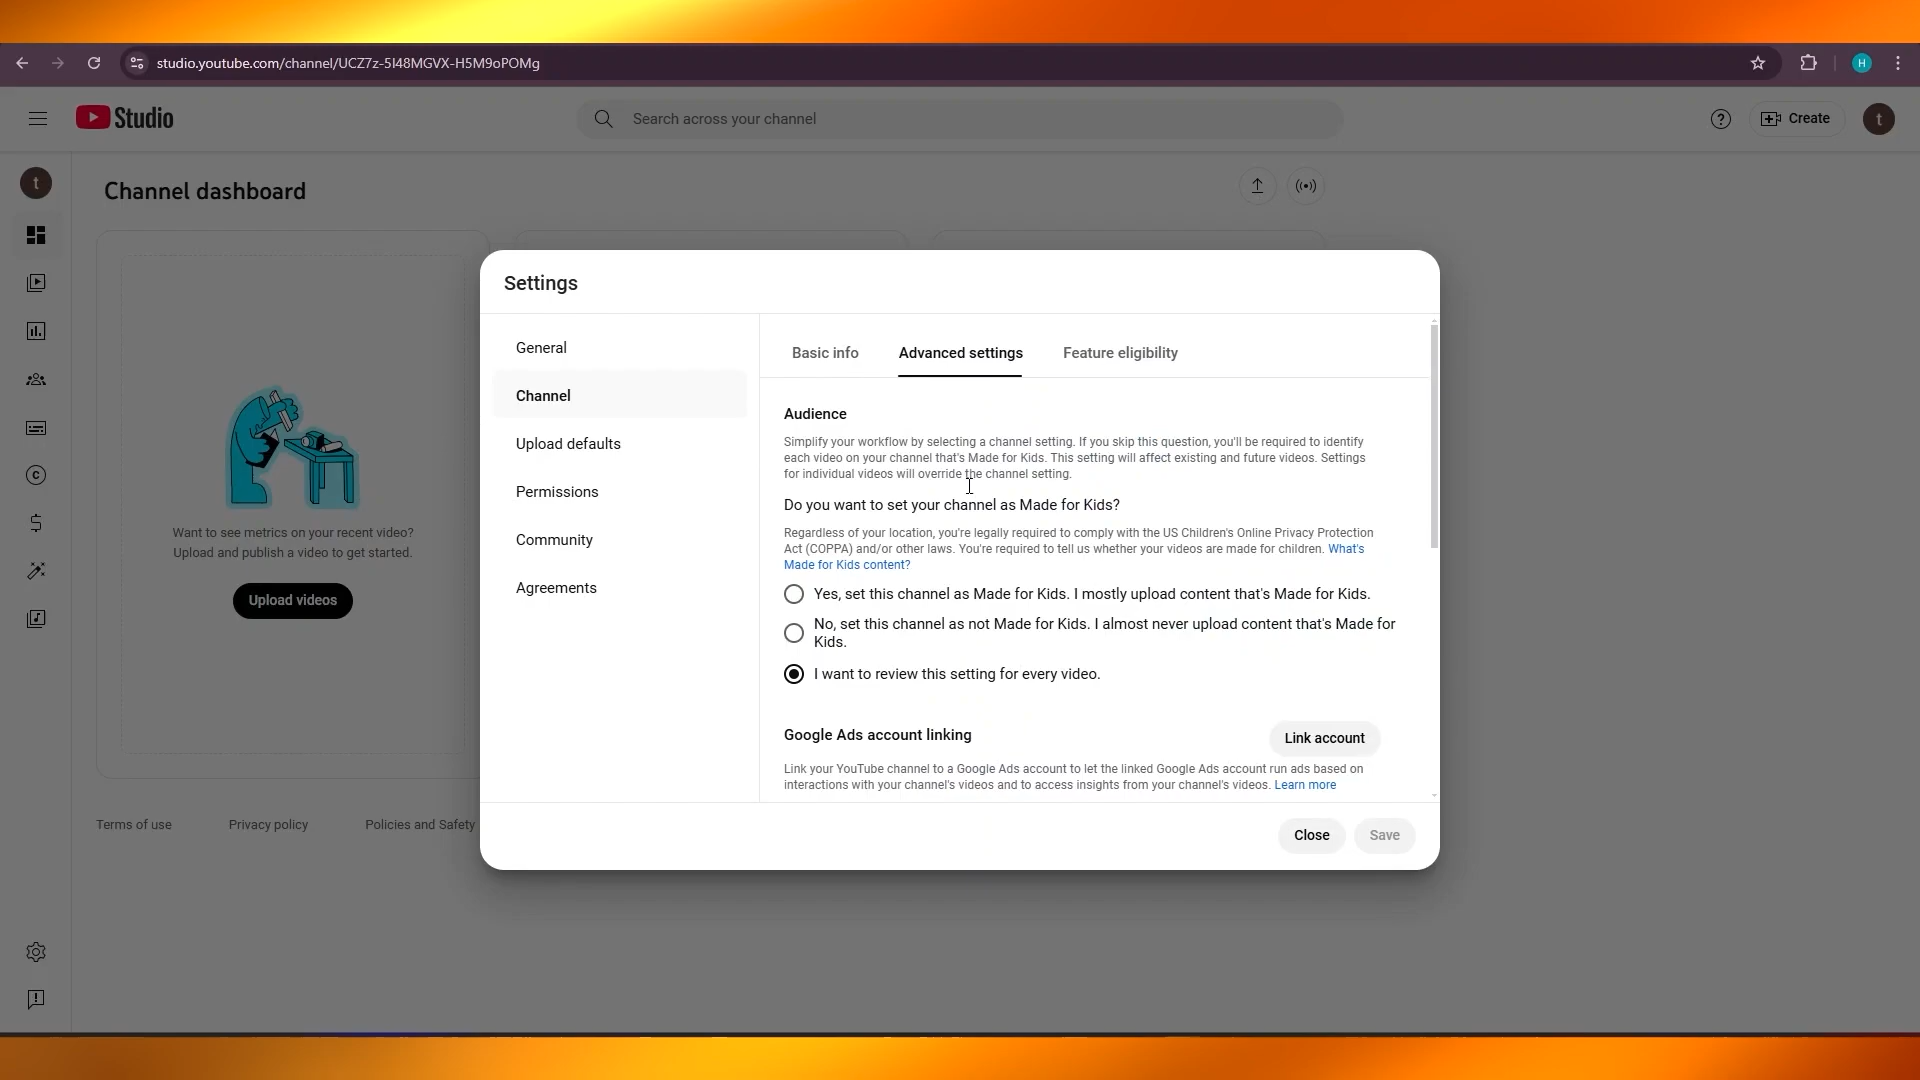 studio.youtube.com/channel/UCZ7z-5I48MGVX-H5M9oPOMg
H
Studio
Search across your channel
?
Create
t
t
Channel dashboard
Want to see metrics on your recent video?
Upload and publish a video to get started.
Upload videos
Terms of use
Privacy policy
Policies and Safety
Settings
General
Channel
Upload defaults
Permissions
Community
Agreements
Basic info
Advanced settings
Feature eligibility
Audience
Simplify your workflow by selecting a channel setting. If you skip this question, you'll be required to identify
each video on your channel that's Made for Kids. This setting will affect existing and future videos. Settings
for individual videos will override the channel setting.
Do you want to set your channel as Made for Kids?
Regardless of your location, you're legally required to comply with the US Children's Online Privacy Protection
Act (COPPA) and/or other laws. You're required to tell us whether your videos are made for children. What's
Made for Kids content?
Yes, set this channel as Made for Kids. I mostly upload content that's Made for Kids.
No, set this channel as not Made for Kids. I almost never upload content that's Made for
Kids.
I want to review this setting for every video.
Google Ads account linking
Link account
Link your YouTube channel to a Google Ads account to let the linked Google Ads account run ads based on
interactions with your channel's videos and to access insights from your channel's videos. Learn more
Close
Save